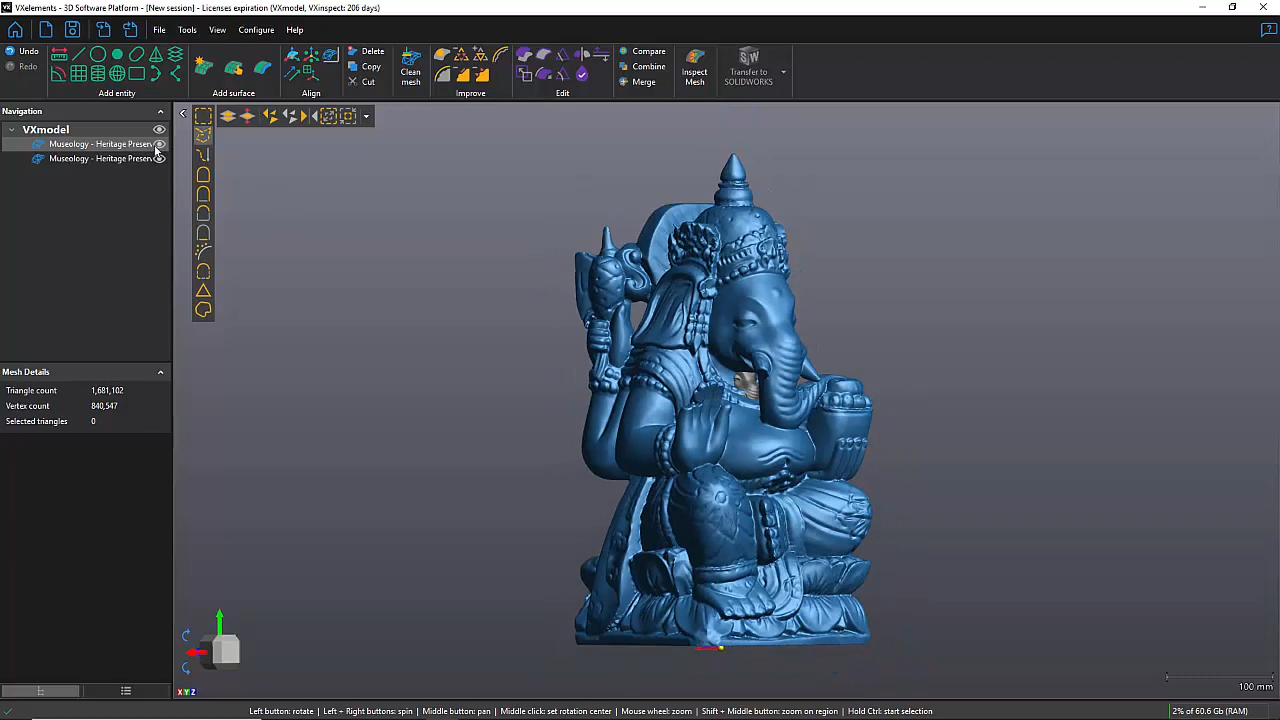 VX VXelements - 3D Software Platform - [New session] - Licenses expiration (VXmodel, VXinspect: 206 days)
File Tools View Configure Help
Undo
Redo
Add entity
Add surface
Align
Delete
Copy
Cut
Clean mesh
Improve
Edit
Compare
Combine
Merge
Inspect Mesh
SW
Transfer to SOLIDWORKS
Navigation
VXmodel
Museology - Heritage Preserv
Museology - Heritage Preserv
Mesh Details
Triangle count 1,681,102
Vertex count 840,547
Selected triangles 0
100 mm
X Y Z
Left button: rotate | Left + Right buttons: spin | Middle button: pan | Middle click: set rotation center | Mouse wheel: zoom | Shift + Middle button: zoom on region | Hold Ctrl: start selection
2% of 60.6 Gb (RAM)